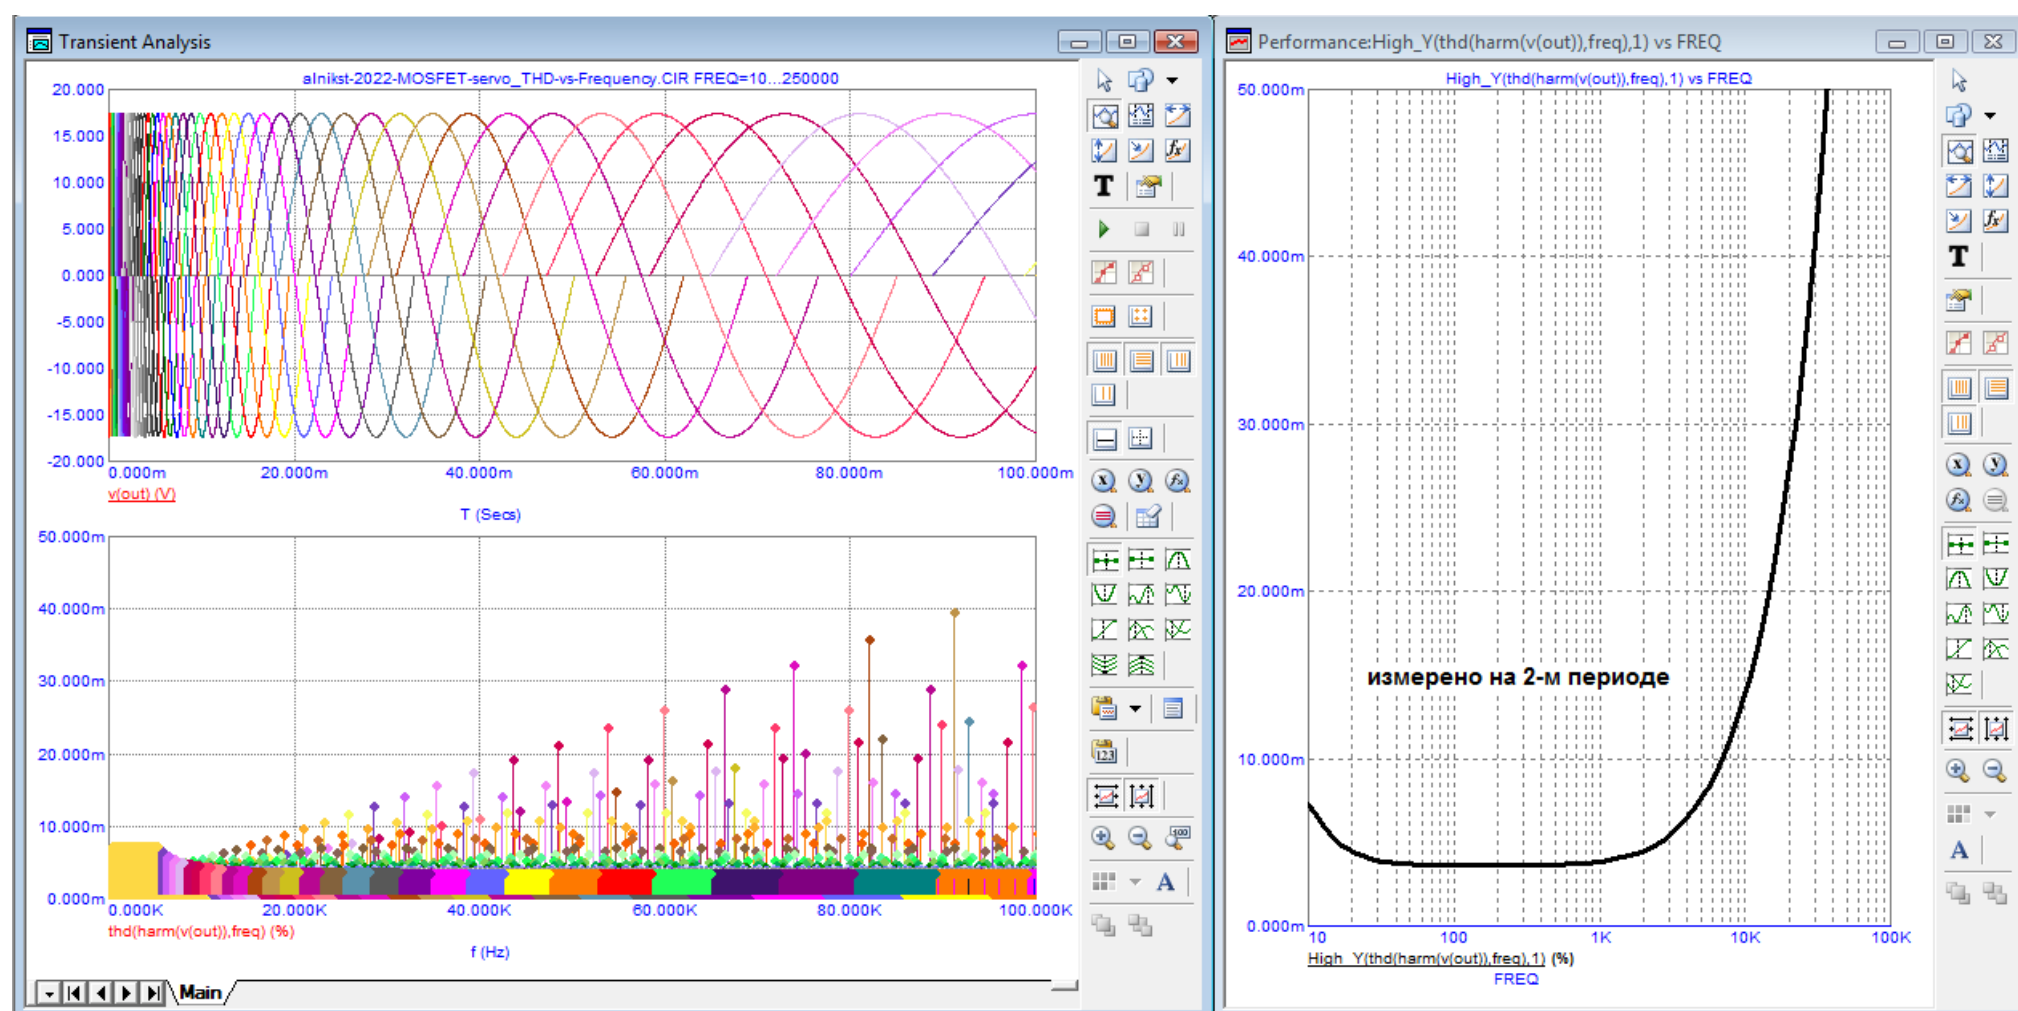 Transient Analysis
alnikst-2022-MOSFET-servo_THD-vs-Frequency.CIR FREQ=10...250000
20.000
15.000
10.000
5.000
0.000
-5.000
-10.000
-15.000
-20.000
0.000m 20.000m 40.000m 60.000m 80.000m 100.000m
v(out) (V)
T (Secs)
50.000m
40.000m
30.000m
20.000m
10.000m
0.000m
0.000K 20.000K 40.000K 60.000K 80.000K 100.000K
thd(harm(v(out)),freq) (%)
f (Hz)
Main
Performance:High_Y(thd(harm(v(out)),freq),1) vs FREQ
High_Y(thd(harm(v(out)),freq),1) vs FREQ
50.000m
40.000m
30.000m
20.000m
10.000m
0.000m
измерено на 2-м периоде
10 100 1K 10K 100K
High_Y(thd(harm(v(out)),freq),1) (%)
FREQ